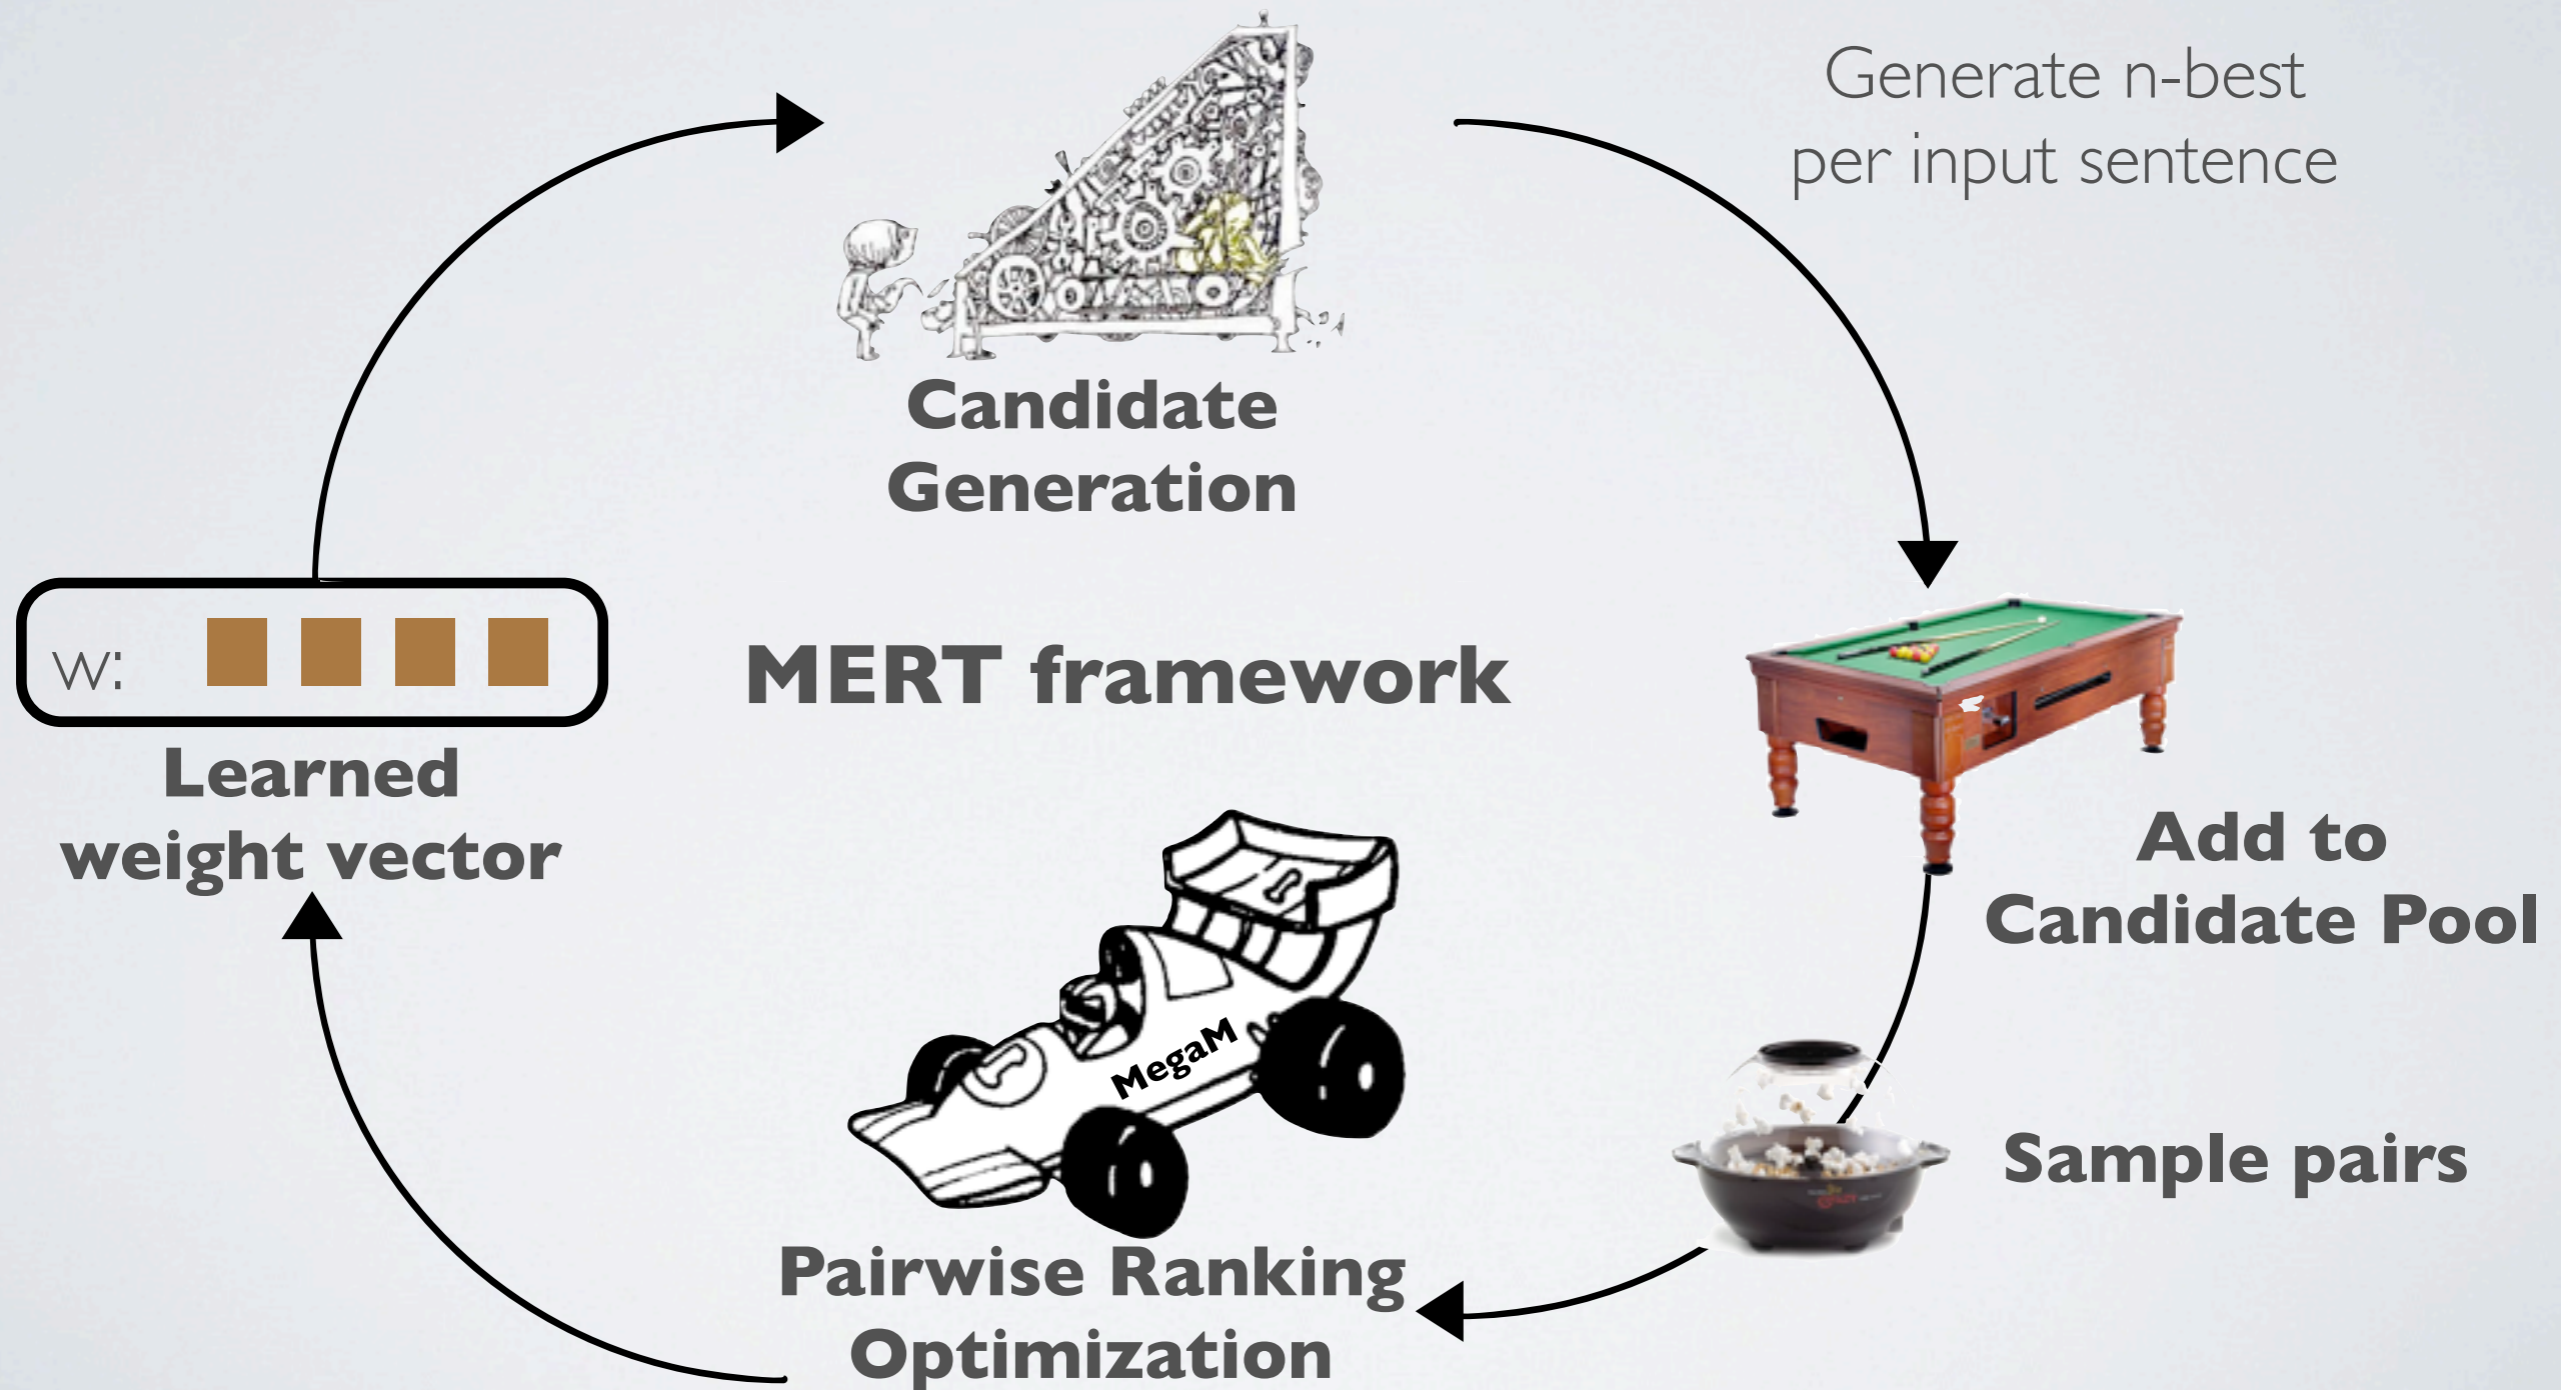 Generate n-best
per input sentence
Candidate
Generation
w:
MERT framework
Learned
weight vector
Add to
Candidate Pool
MegaM
Sample pairs
Pairwise Ranking
Optimization